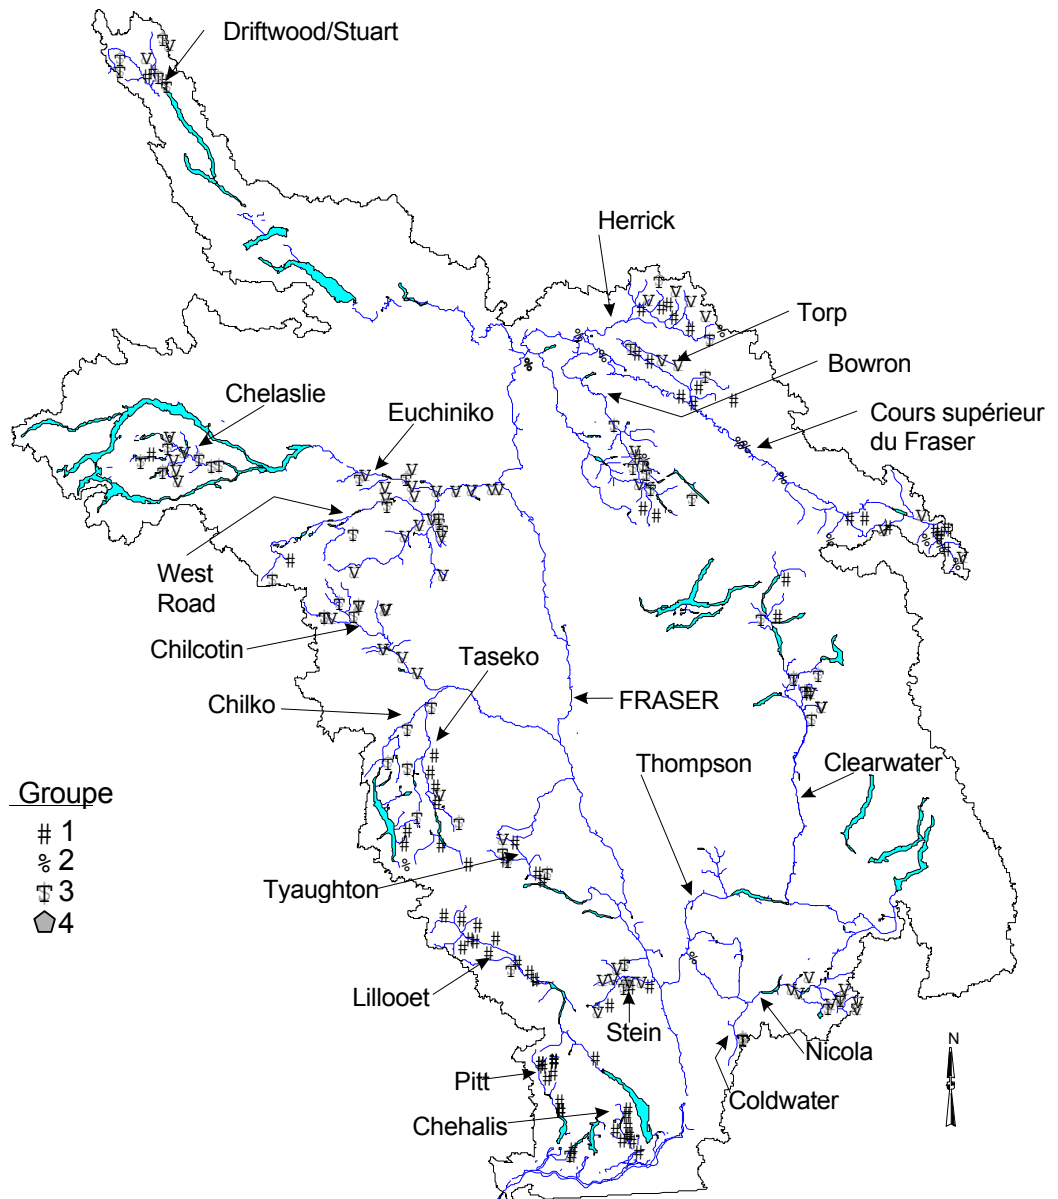 Driftwood/Stuart
Herrick
Torp
Bowron
Chelaslie
Euchiniko
Cours supérieur
du Fraser
West
Road
Chilcotin
Taseko
Chilko
FRASER
Thompson
Clearwater
Groupe
# 1
% 2
T 3
4
Tyaughton
Lillooet
Stein
Nicola
Pitt
Coldwater
Chehalis
N